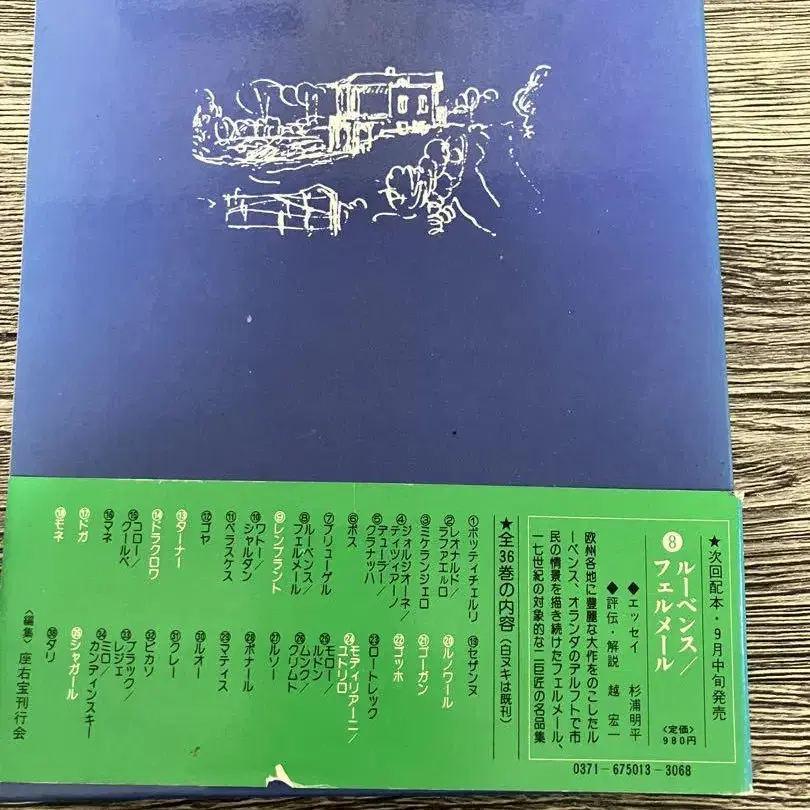 ★次回配本・9月中旬発売
⑧ルーベンス/
フェルメール
◆エッセイ 杉浦明平
◆評伝・解説 越 宏一
〈定価〉
980円
欧州各地に豊麗な大作をのこしたル
ーベンス、オランダのデルフトで市
民の情景を描き続けたフェルメール、
一七世紀の対象的な二巨匠の名品集
★全36巻の内容(白ヌキは既刊)
①ボッティチェルリ
②レオナルド/
ラファエルロ
③ミケランジェロ
④ジョルジオーネ/
ティツィアーノ
⑤デューラー/
クラナッハ
⑥ボス
⑦ブリューゲル
⑧ルーベンス/
フェルメール
⑨レンブラント
⑩ワトー/
シャルダン
⑪ベラスケス
⑫ゴヤ
⑬ターナー
⑭ドラクロワ
⑮コロー/
クールベ
⑯マネ
⑰ドガ
⑱モネ
⑲セザンヌ
⑳ルノワール
㉑ゴーガン
㉒ゴッホ
㉓ロートレック
㉔モディリアーニ/
ユトリロ
㉕モロー/
ルドン
㉖ムンク/
クリムト
㉗ルソー
㉘ボナール
㉙マティス
㉚ルオー
㉛クレー
㉜ピカソ
㉝ブラック/
レジェ
㉞ミロ/
カンディンスキー
㉟シャガール
㊱ダリ
〈編集〉座右宝刊行会
0371-675013-3068